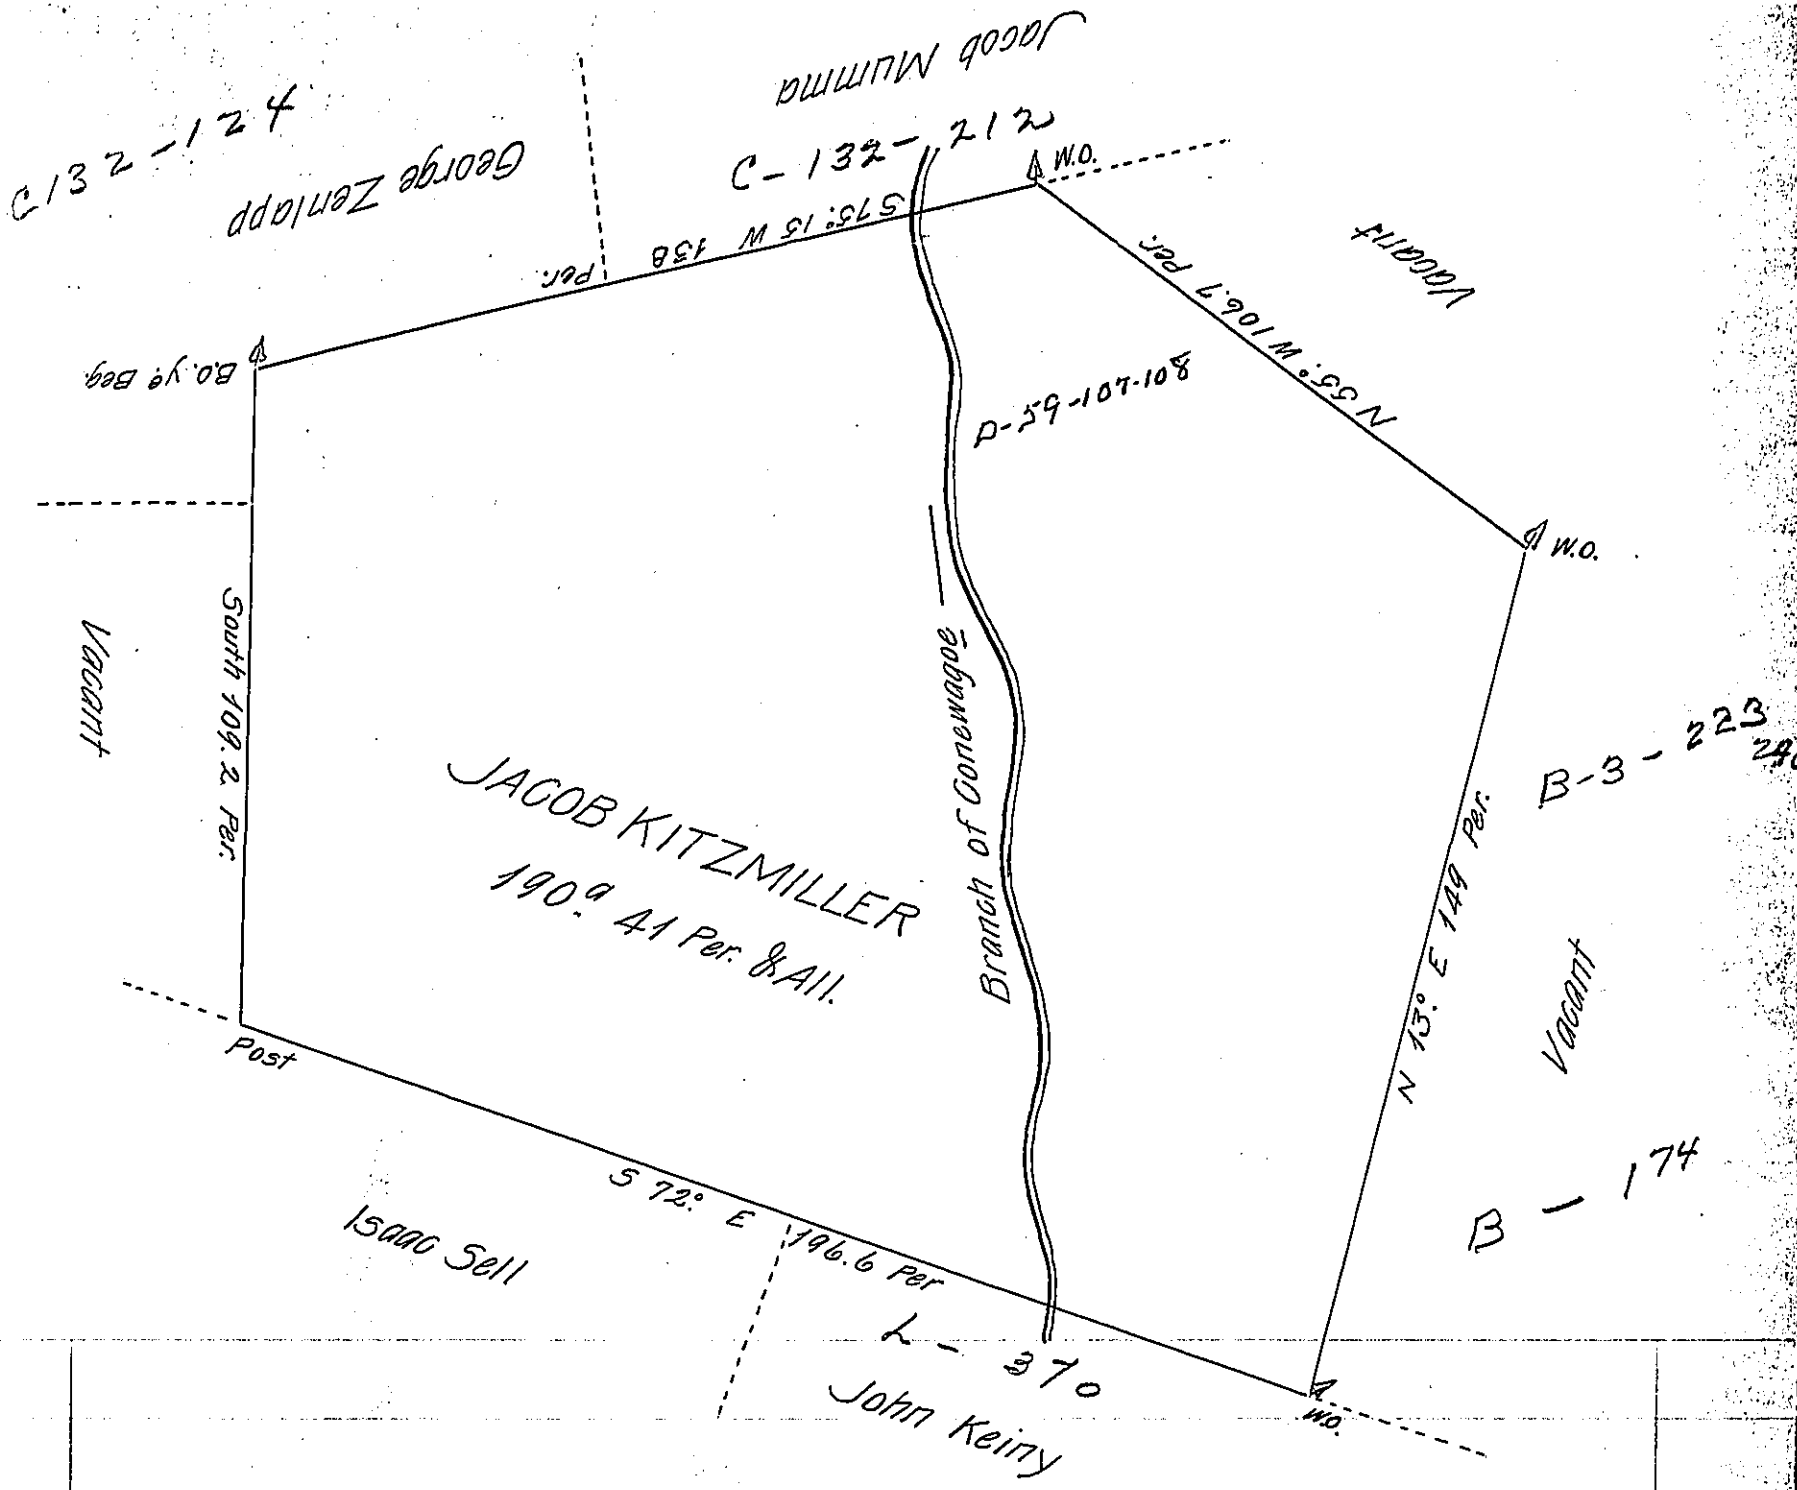 Jacob Mumma
C132-124
George Zenlapp
C-132-212
W.O.
S 75° 15 W 138 Per.
Vacant
N 55° W 106.7 Per.
B.O. ye Beg.
D-59-107-108
W.O.
Vacant
South 109.2 Per.
Branch of Conewagoe
JACOB KITZMILLER
190a 41 Per. & All.
B-3-223
N 13° E 149 Per.
Vacant
Post
S 72° E 196.6 Per
B-174
Isaac Sell
L-370
John Keiny
W.O.